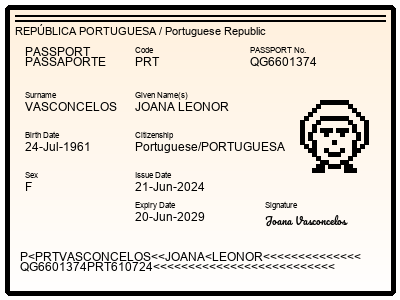 REPÚBLICA PORTUGUESA / Portuguese Republic
PASSPORT Code PASSPORT No.
PASSAPORTE PRT QG6601374
Surname Given Name(s)
VASCONCELOS JOANA LEONOR
Birth Date Citizenship
24-Jul-1961 Portuguese/PORTUGUESA
Sex Issue Date
F 21-Jun-2024
Expiry Date Signature
20-Jun-2029 Joana Vasconcelos
P<PRTVASCONCELOS<<JOANA<LEONOR<<<<<<<<<<<<<<
QG6601374PRT610724<<<<<<<<<<<<<<<<<<<<<<<<<<